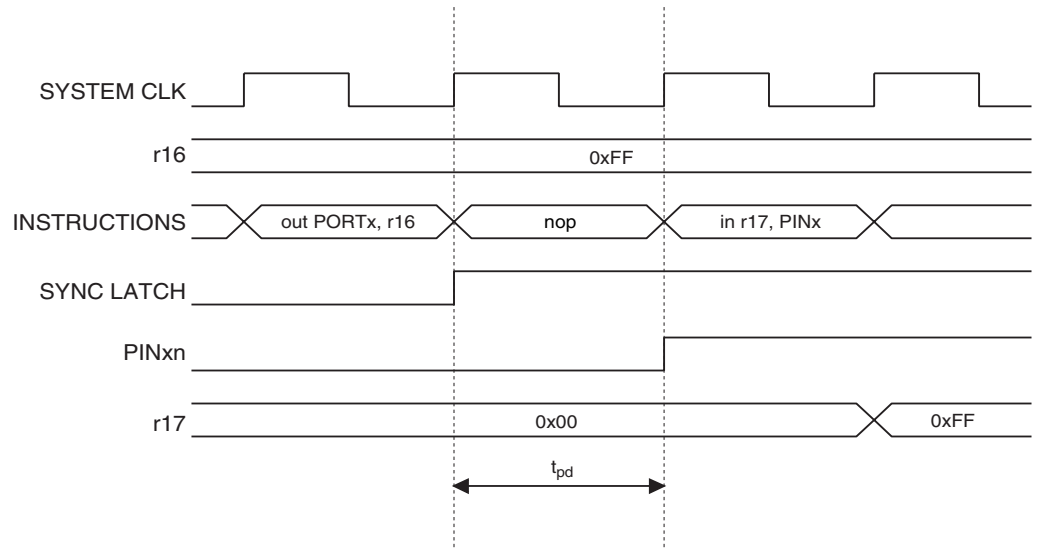 SYSTEM CLK
r16
0xFF
INSTRUCTIONS
out PORTx, r16
nop
in r17, PINx
SYNC LATCH
PINxn
r17
0x00
0xFF
tpd